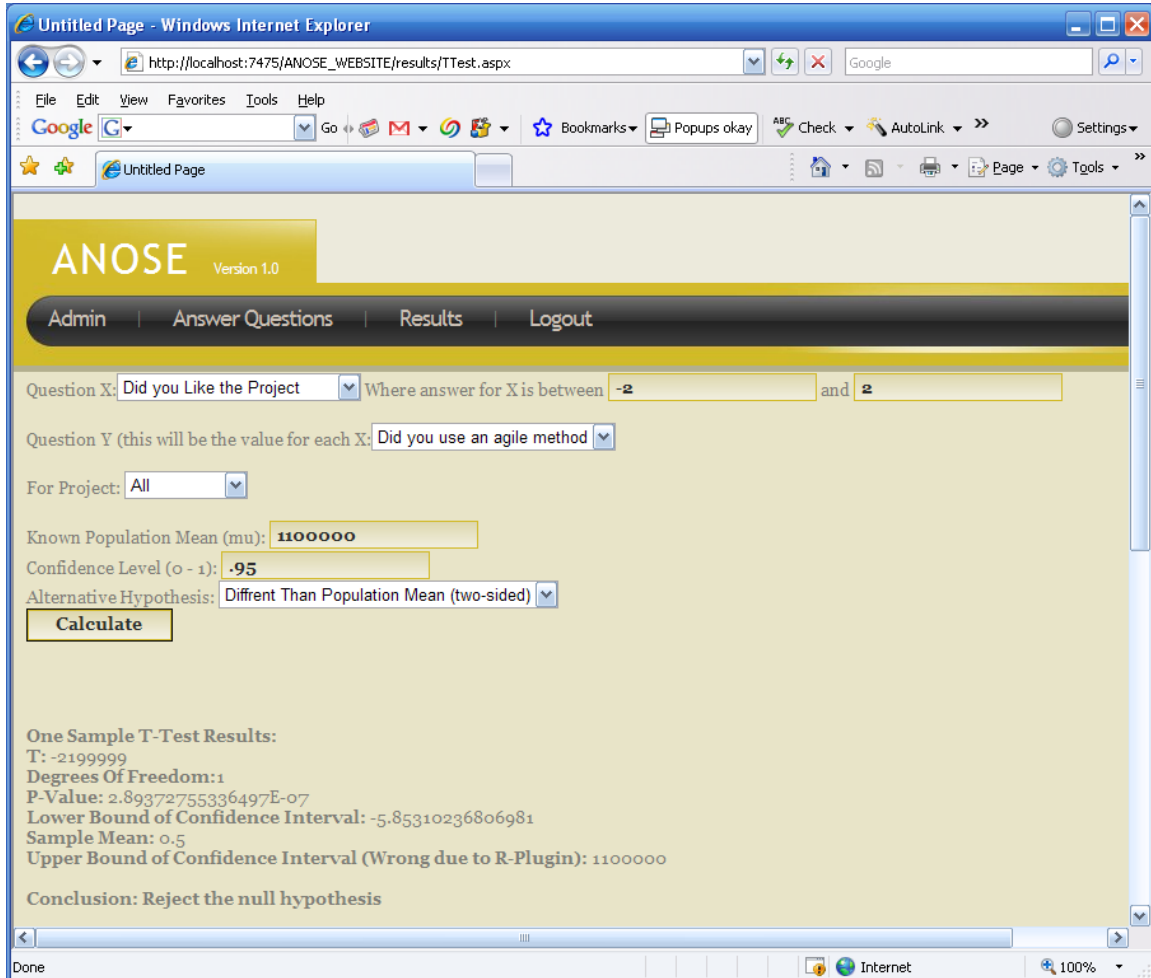 Untitled Page - Windows Internet Explorer
http://localhost:7475/ANOSE_WEBSITE/results/TTest.aspx
Google
File Edit View Favorites Tools Help
Google G Go Bookmarks Popups okay ABC Check AutoLink » Settings
Untitled Page Page Tools »
ANOSE Version 1.0
Admin | Answer Questions | Results | Logout
Question X: Did you Like the Project Where answer for X is between -2 and 2
Question Y (this will be the value for each X: Did you use an agile method
For Project: All
Known Population Mean (mu): 1100000
Confidence Level (0 - 1): .95
Alternative Hypothesis: Diffrent Than Population Mean (two-sided)
Calculate
One Sample T-Test Results:
T: -2199999
Degrees Of Freedom:1
P-Value: 2.89372755336497E-07
Lower Bound of Confidence Interval: -5.85310236806981
Sample Mean: 0.5
Upper Bound of Confidence Interval (Wrong due to R-Plugin): 1100000
Conclusion: Reject the null hypothesis
Done Internet 100%